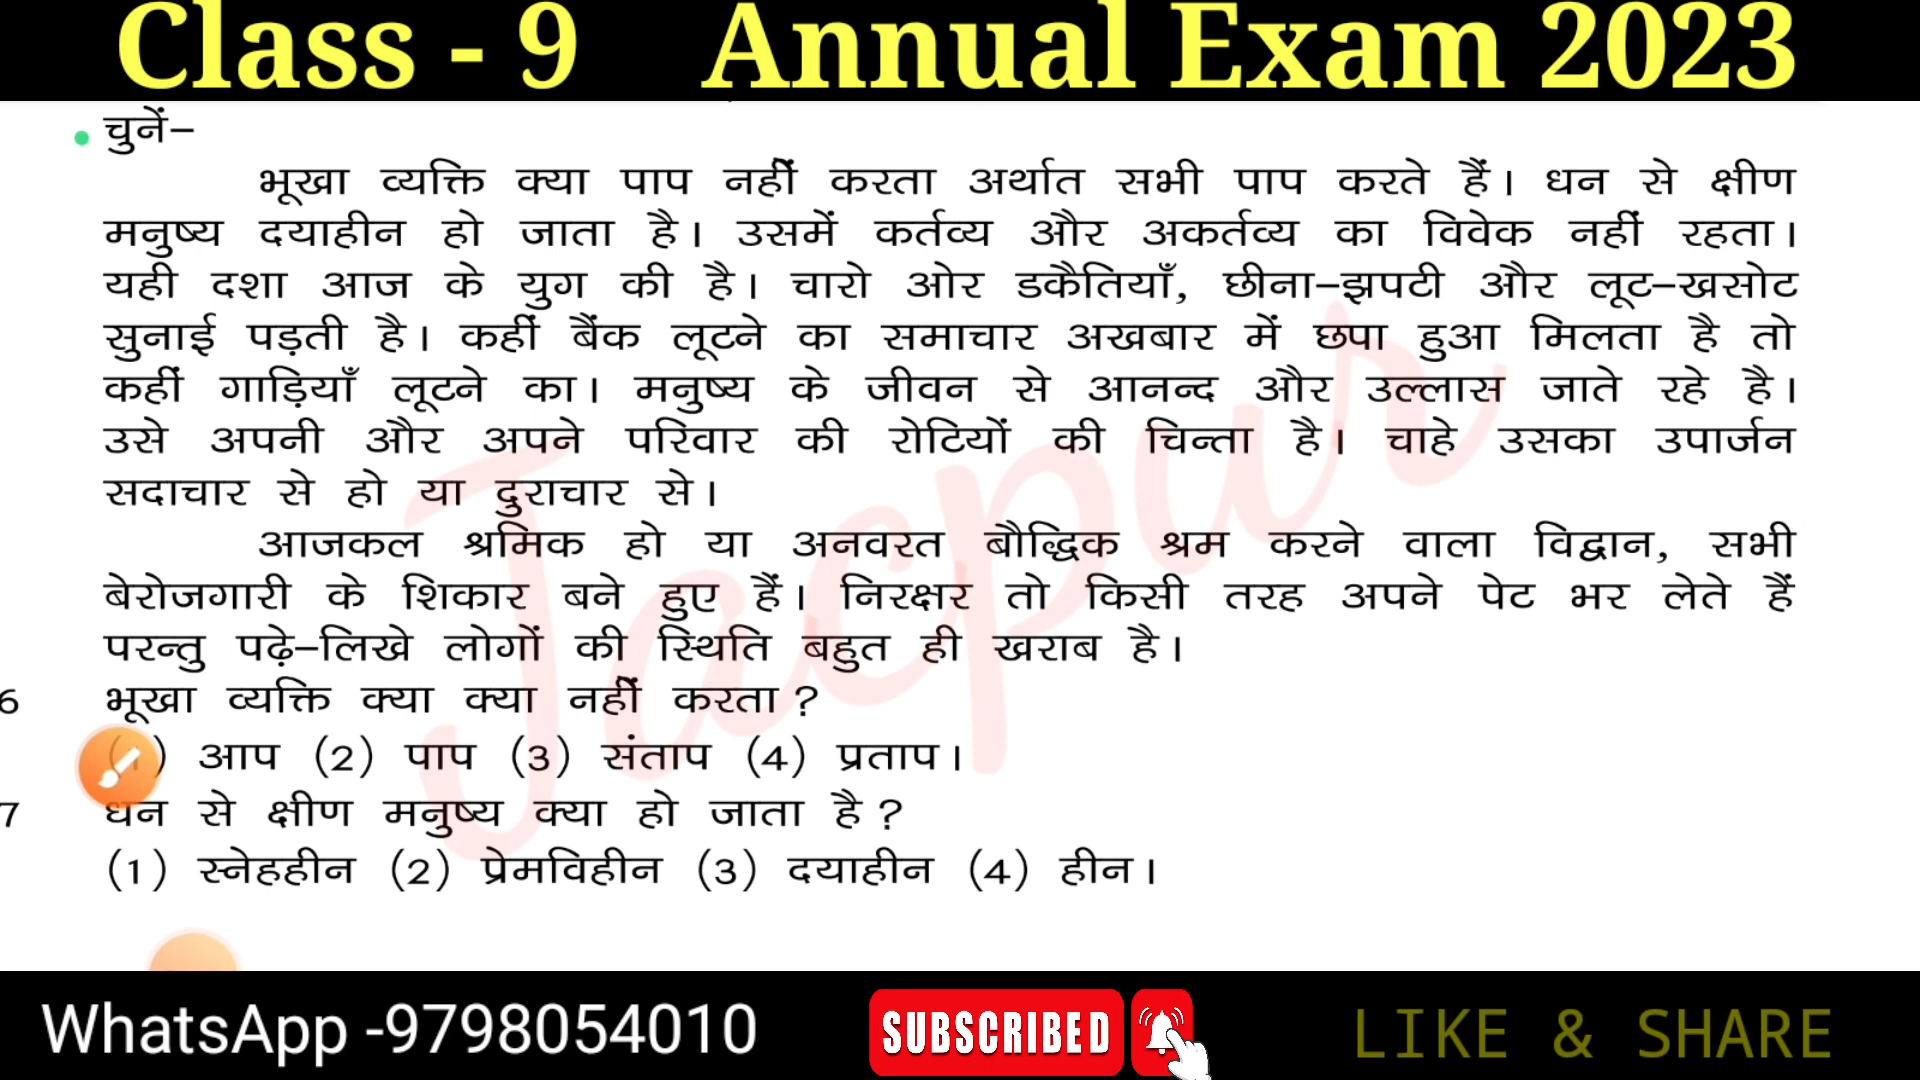 Class - 9 Annual Exam 2023
चुनें–
भूखा व्यक्ति क्या पाप नहीं करता अर्थात सभी पाप करते हैं। धन से क्षीण
मनुष्य दयाहीन हो जाता है। उसमें कर्तव्य और अकर्तव्य का विवेक नहीं रहता।
यही दशा आज के युग की है। चारो ओर डकैतियाँ, छीना–झपटी और लूट–खसोट
सुनाई पड़ती है। कहीं बैंक लूटने का समाचार अखबार में छपा हुआ मिलता है तो
कहीं गाड़ियाँ लूटने का। मनुष्य के जीवन से आनन्द और उल्लास जाते रहे है।
उसे अपनी और अपने परिवार की रोटियों की चिन्ता है। चाहे उसका उपार्जन
सदाचार से हो या दुराचार से।
आजकल श्रमिक हो या अनवरत बौद्धिक श्रम करने वाला विद्वान, सभी
बेरोजगारी के शिकार बने हुए हैं। निरक्षर तो किसी तरह अपने पेट भर लेते हैं
परन्तु पढ़े–लिखे लोगों की स्थिति बहुत ही खराब है।
6 भूखा व्यक्ति क्या क्या नहीं करता ?
(1) आप (2) पाप (3) संताप (4) प्रताप।
7 धन से क्षीण मनुष्य क्या हो जाता है ?
(1) स्नेहहीन (2) प्रेमविहीन (3) दयाहीन (4) हीन।
Jacpur
WhatsApp -9798054010 SUBSCRIBED LIKE & SHARE